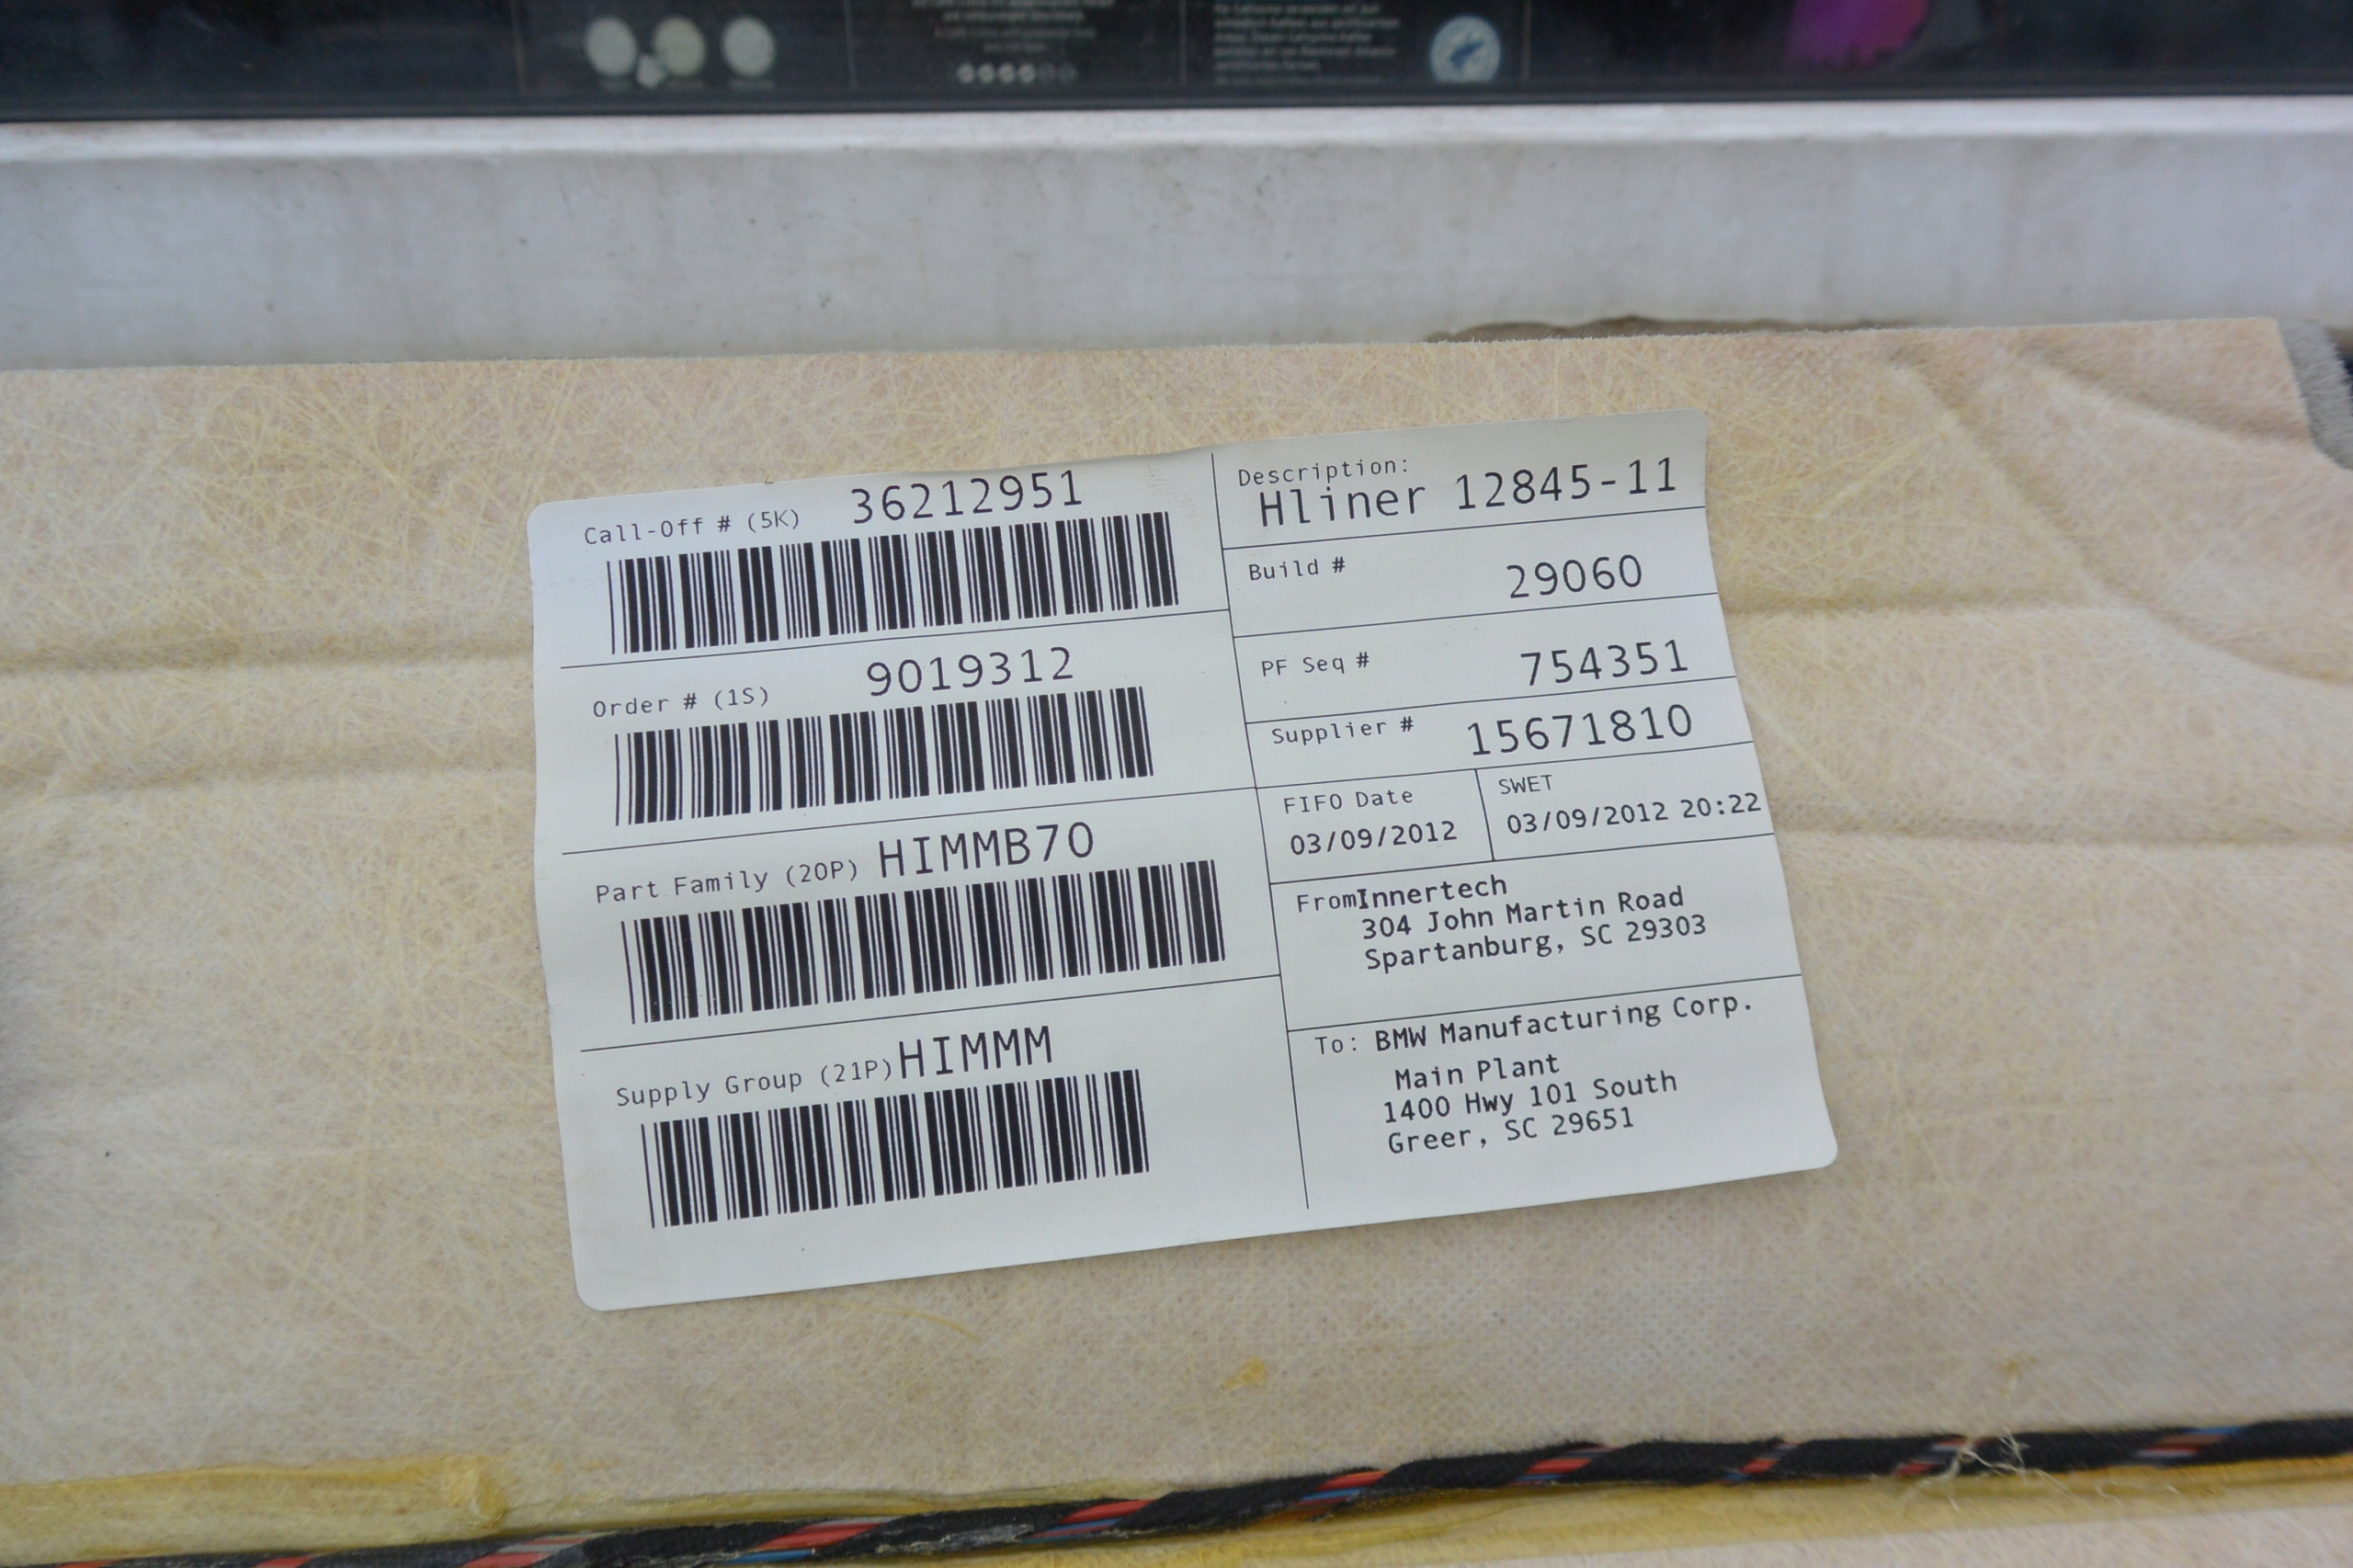 Call-Off # (5K) 36212951
Order # (1S) 9019312
Part Family (20P) HIMMB70
Supply Group (21P) HIMMM
Description:
Hliner 12845-11
Build # 29060
PF Seq # 754351
Supplier # 15671810
FIFO Date
03/09/2012
SWET
03/09/2012 20:22
FromInnertech
304 John Martin Road
Spartanburg, SC 29303
To: BMW Manufacturing Corp.
Main Plant
1400 Hwy 101 South
Greer, SC 29651